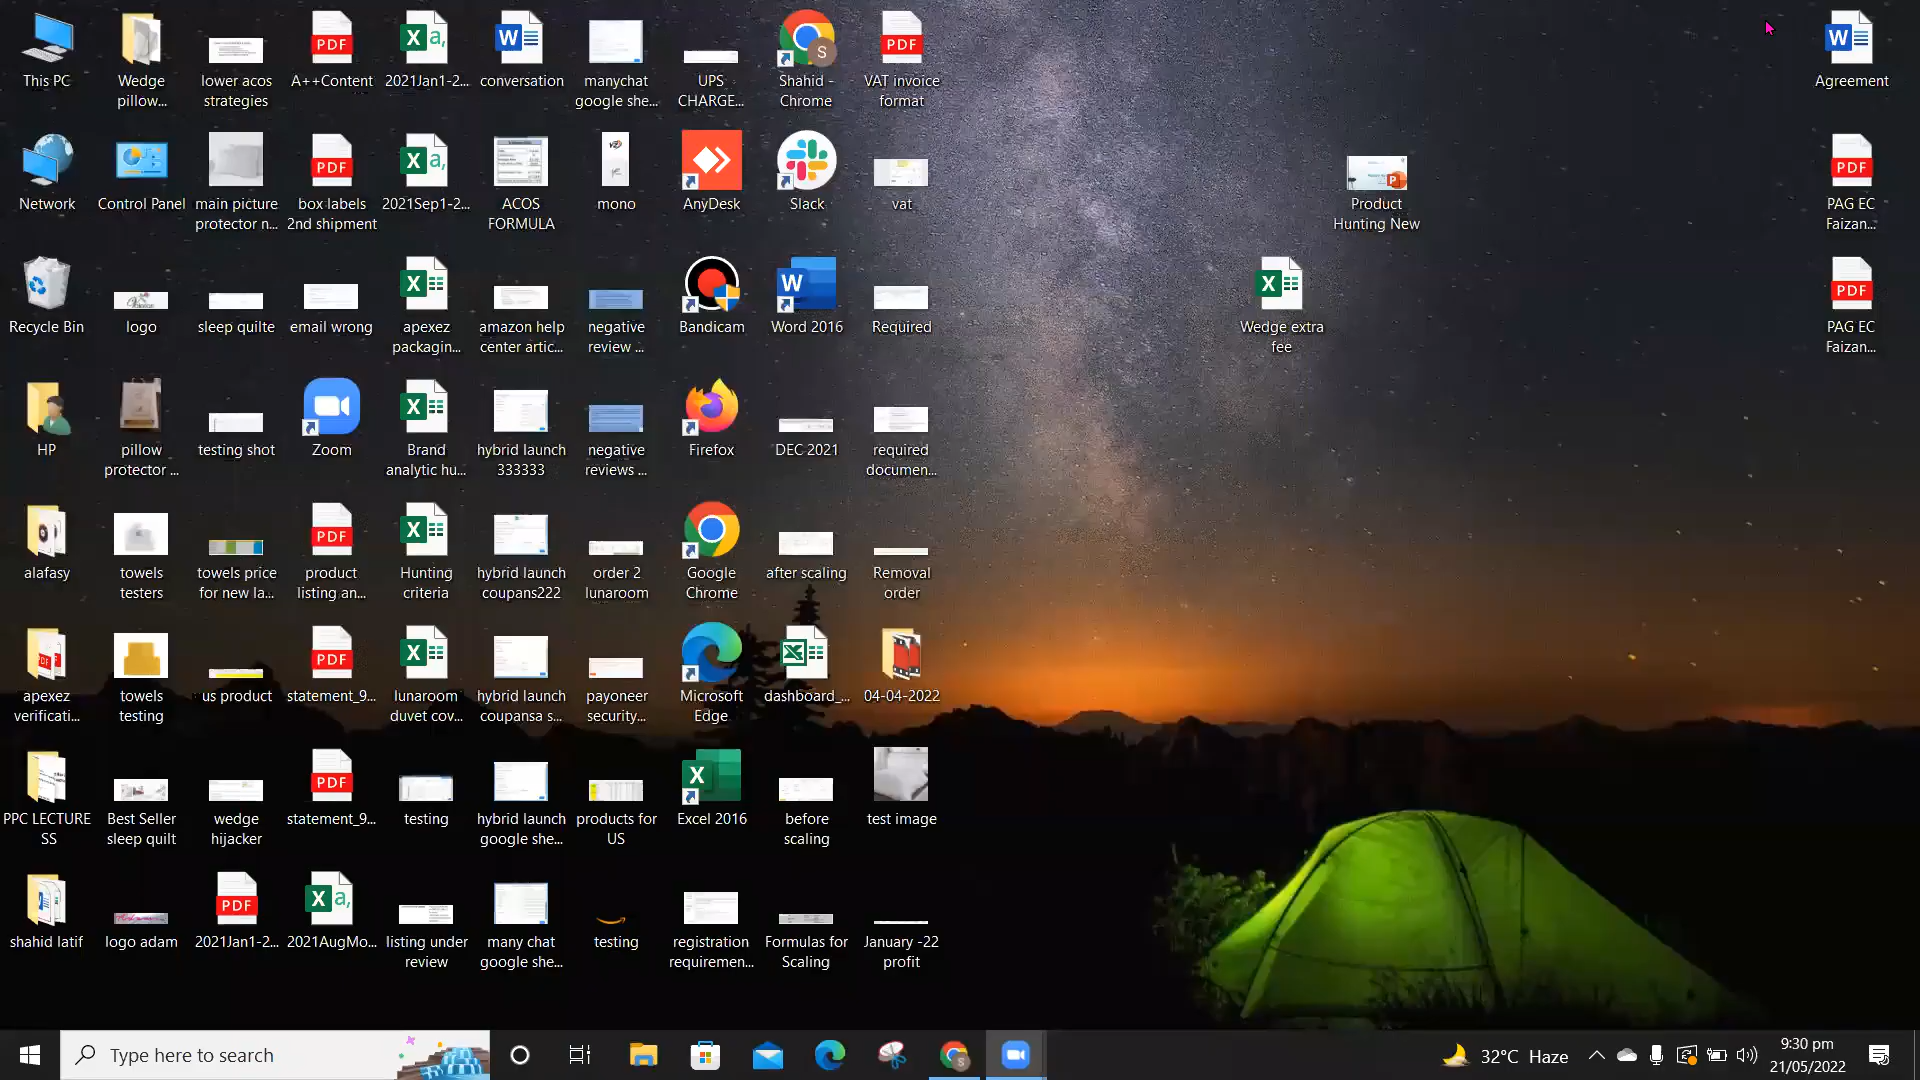 This PC
Wedge
pillow...
lower acos
strategies
A++Content
2021Jan1-2...
conversation
manychat
google she...
UPS
CHARGE...
Shahid -
Chrome
VAT invoice
format
Agreement
Network
Control Panel
main picture
protector n...
box labels
2nd shipment
2021Sep1-2...
ACOS
FORMULA
mono
AnyDesk
Slack
vat
Product
Hunting New
PAG EC
Faizan...
Recycle Bin
logo
sleep quilte
email wrong
apexez
packagin...
amazon help
center artic...
negative
review ...
Bandicam
Word 2016
Required
Wedge extra
fee
PAG EC
Faizan...
HP
pillow
protector ...
testing shot
Zoom
Brand
analytic hu...
hybrid launch
333333
negative
reviews ...
Firefox
DEC 2021
required
documen...
alafasy
towels
testers
towels price
for new la...
product
listing an...
Hunting
criteria
hybrid launch
coupans222
order 2
lunaroom
Google
Chrome
after scaling
Removal
order
apexez
verificati...
towels
testing
us product
statement_9...
lunaroom
duvet cov...
hybrid launch
coupansa s...
payoneer
security...
Microsoft
Edge
dashboard_...
04-04-2022
PPC LECTURE
SS
Best Seller
sleep quilt
wedge
hijacker
statement_9...
testing
hybrid launch
google she...
products for
US
Excel 2016
before
scaling
test image
shahid latif
logo adam
2021Jan1-2...
2021AugMo...
listing under
review
many chat
google she...
testing
registration
requiremen...
Formulas for
Scaling
January -22
profit
Type here to search
32°C Haze
9:30 pm
21/05/2022